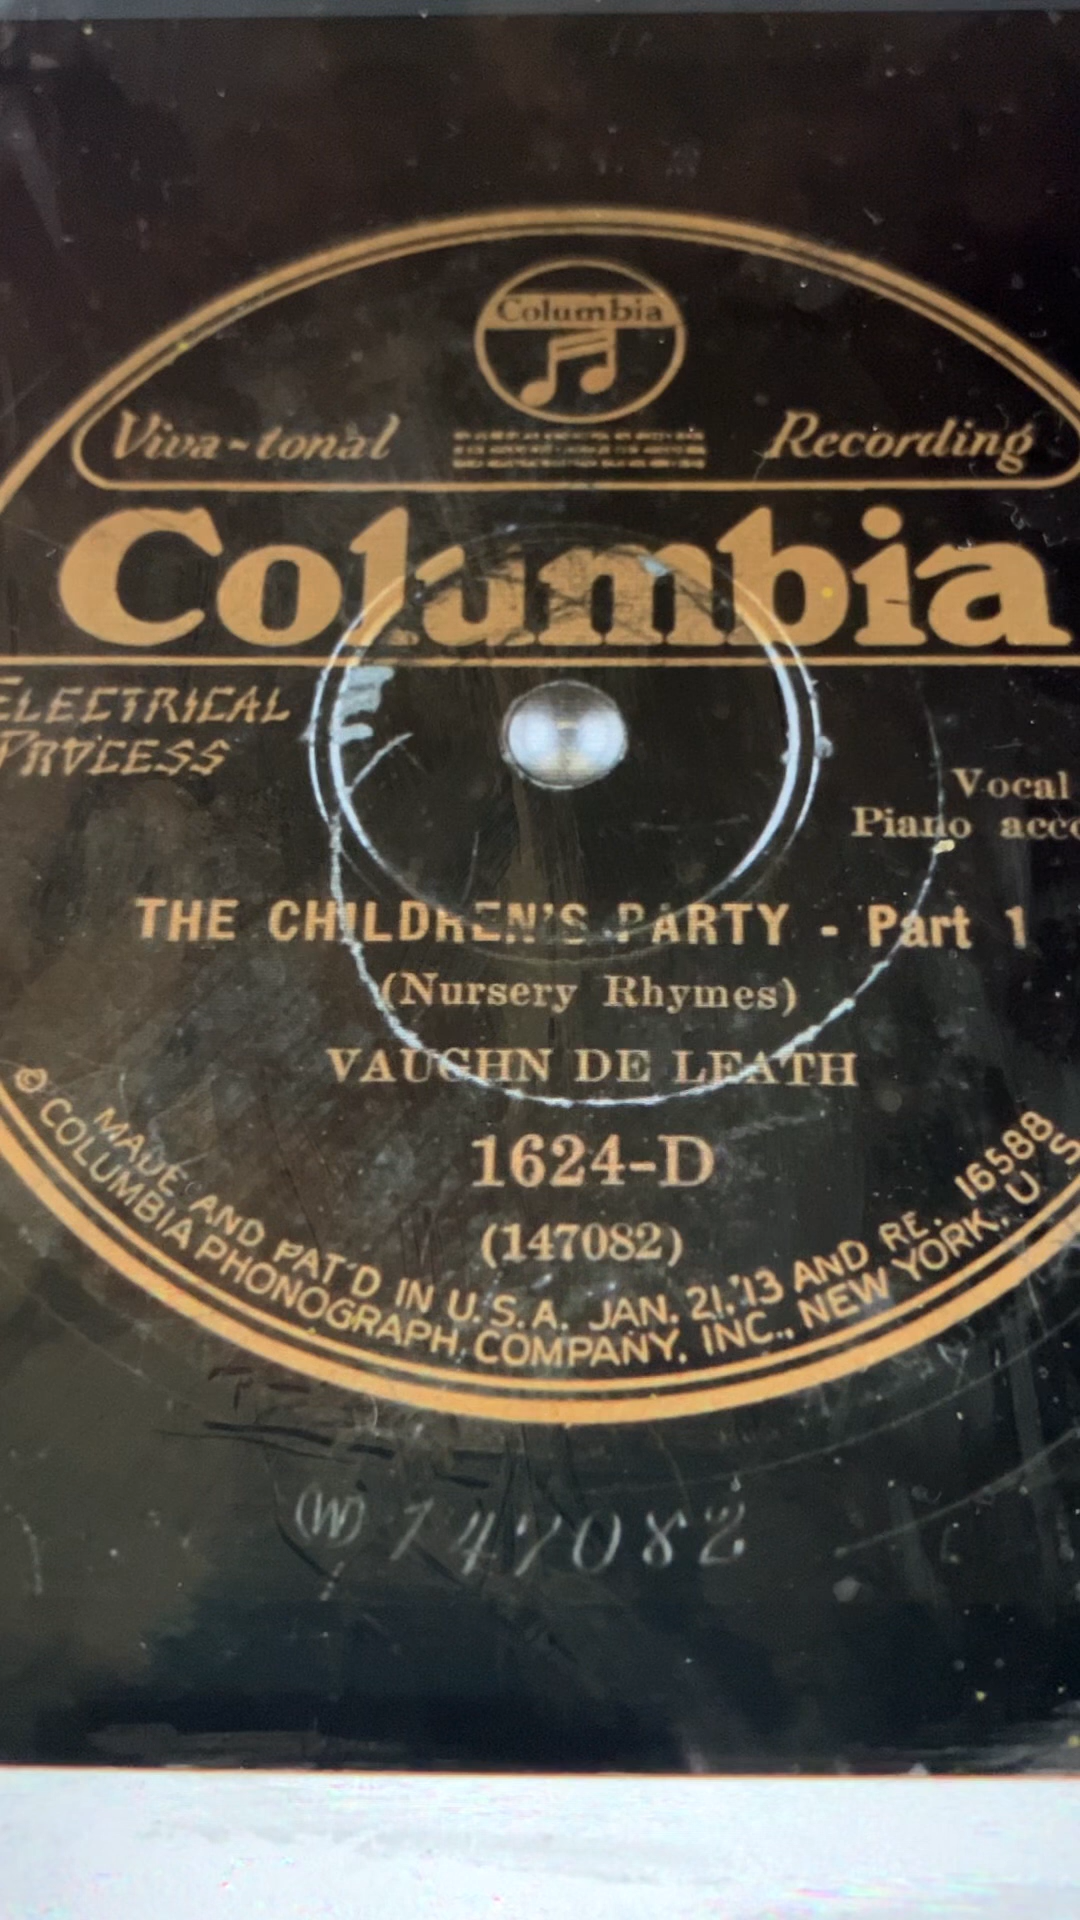 Columbia
Viva-tonal Recording
Columbia
ELECTRICAL
PROCESS
Vocal
Piano acco
THE CHILDREN'S PARTY - Part 1
(Nursery Rhymes)
VAUGHN DE LEATH
1624-D
(147082)
MADE AND PAT'D IN U.S.A. JAN. 21, '13 AND RE. 16588
© COLUMBIA PHONOGRAPH COMPANY, INC., NEW YORK, U S
(W) 147082